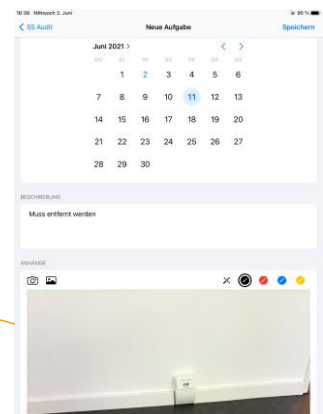 16:38 Mittwoch 2. Juni
95 %
5S Audit
Neue Aufgabe
Speichern
Juni 2021
MO DI MI DO FR SA SO
1 2 3 4 5 6
7 8 9 10 11 12 13
14 15 16 17 18 19 20
21 22 23 24 25 26 27
28 29 30
BESCHREIBUNG
Muss entfernt werden
ANHÄNGE